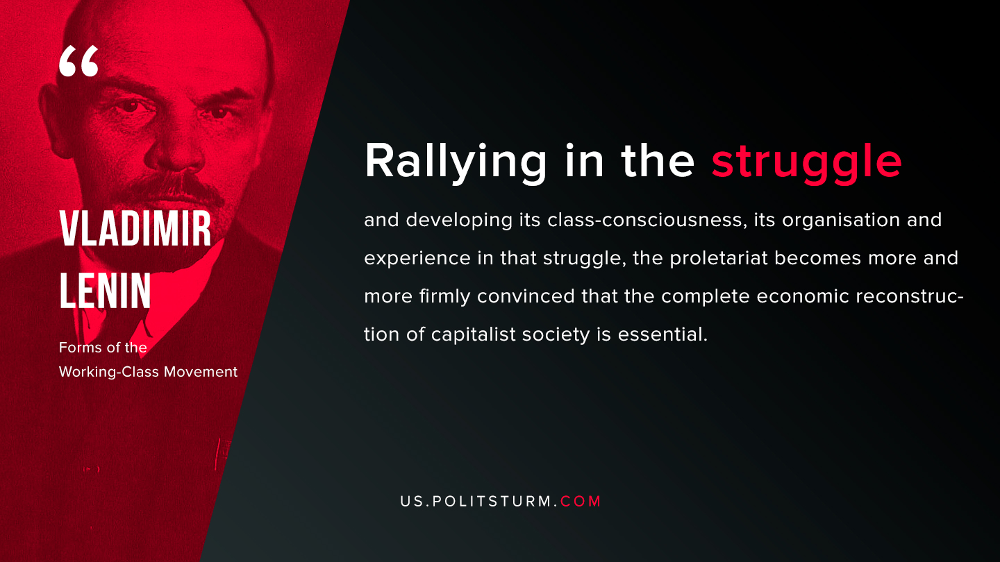 “
VLADIMIR
LENIN
Forms of the
Working-Class Movement
Rallying in the struggle
and developing its class-consciousness, its organisation and
experience in that struggle, the proletariat becomes more and
more firmly convinced that the complete economic reconstruc-
tion of capitalist society is essential.
US.POLITSTURM.COM